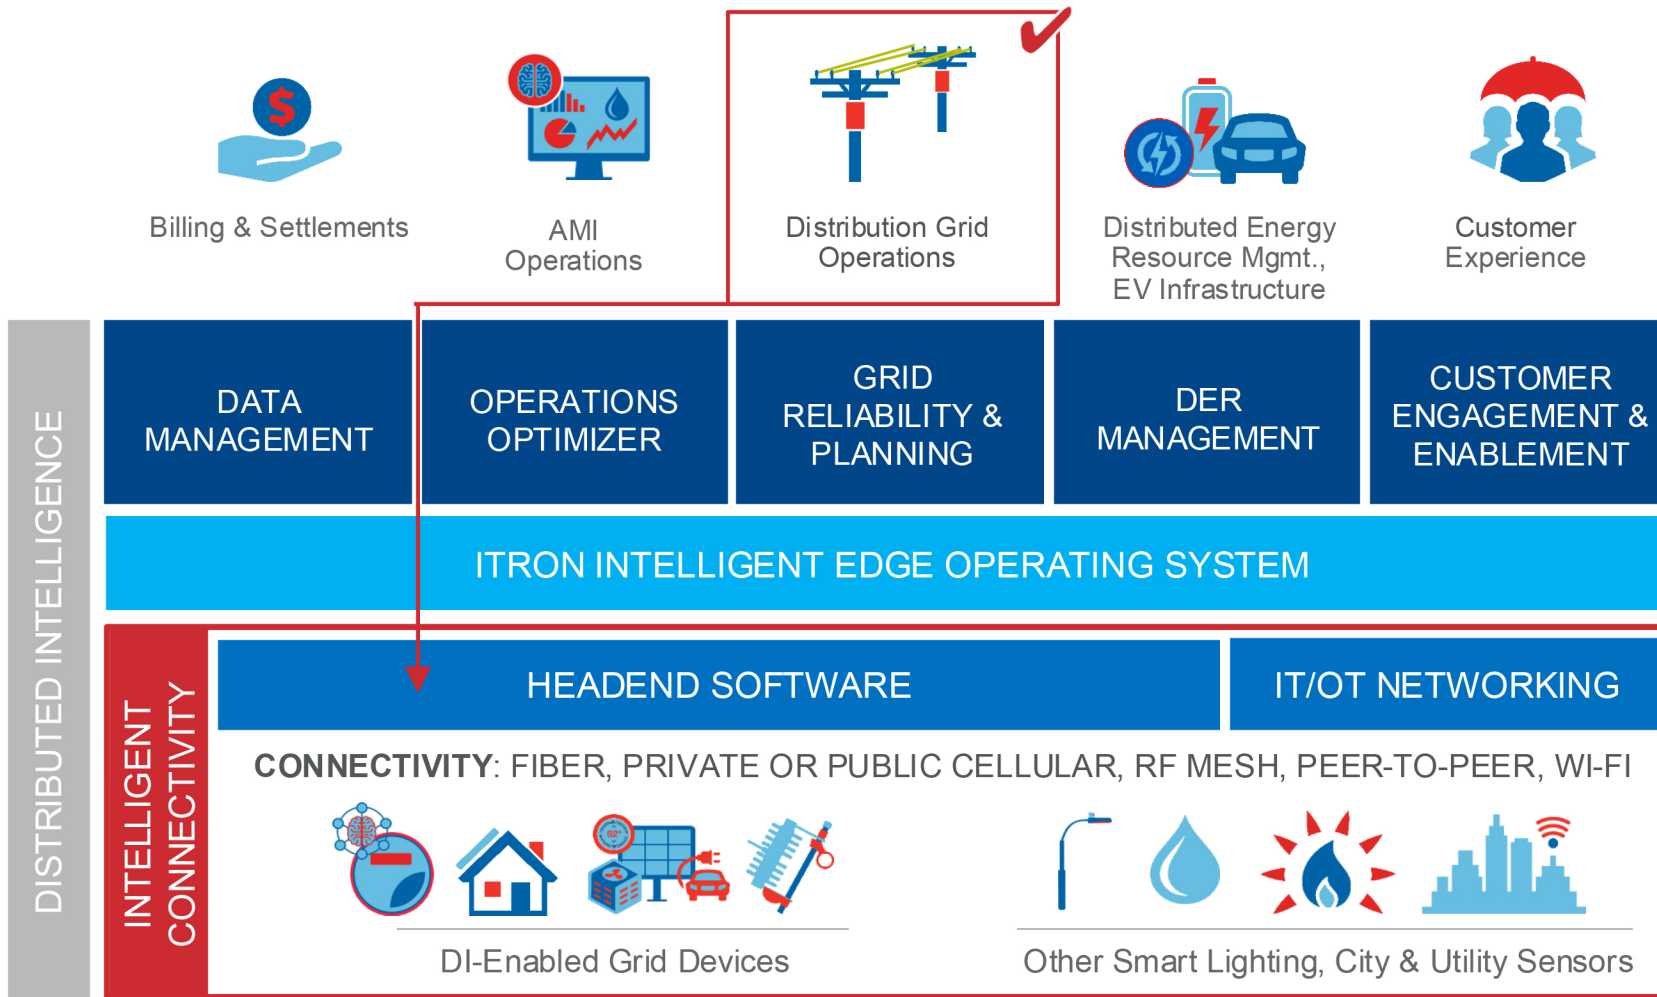 Billing & Settlements
AMI
Operations
Distribution Grid
Operations
Distributed Energy
Resource Mgmt.,
EV Infrastructure
Customer
Experience
DISTRIBUTED INTELLIGENCE
DATA
MANAGEMENT
OPERATIONS
OPTIMIZER
GRID
RELIABILITY &
PLANNING
DER
MANAGEMENT
CUSTOMER
ENGAGEMENT &
ENABLEMENT
ITRON INTELLIGENT EDGE OPERATING SYSTEM
INTELLIGENT
CONNECTIVITY
HEADEND SOFTWARE
IT/OT NETWORKING
CONNECTIVITY: FIBER, PRIVATE OR PUBLIC CELLULAR, RF MESH, PEER-TO-PEER, WI-FI
62°
DI-Enabled Grid Devices
Other Smart Lighting, City & Utility Sensors